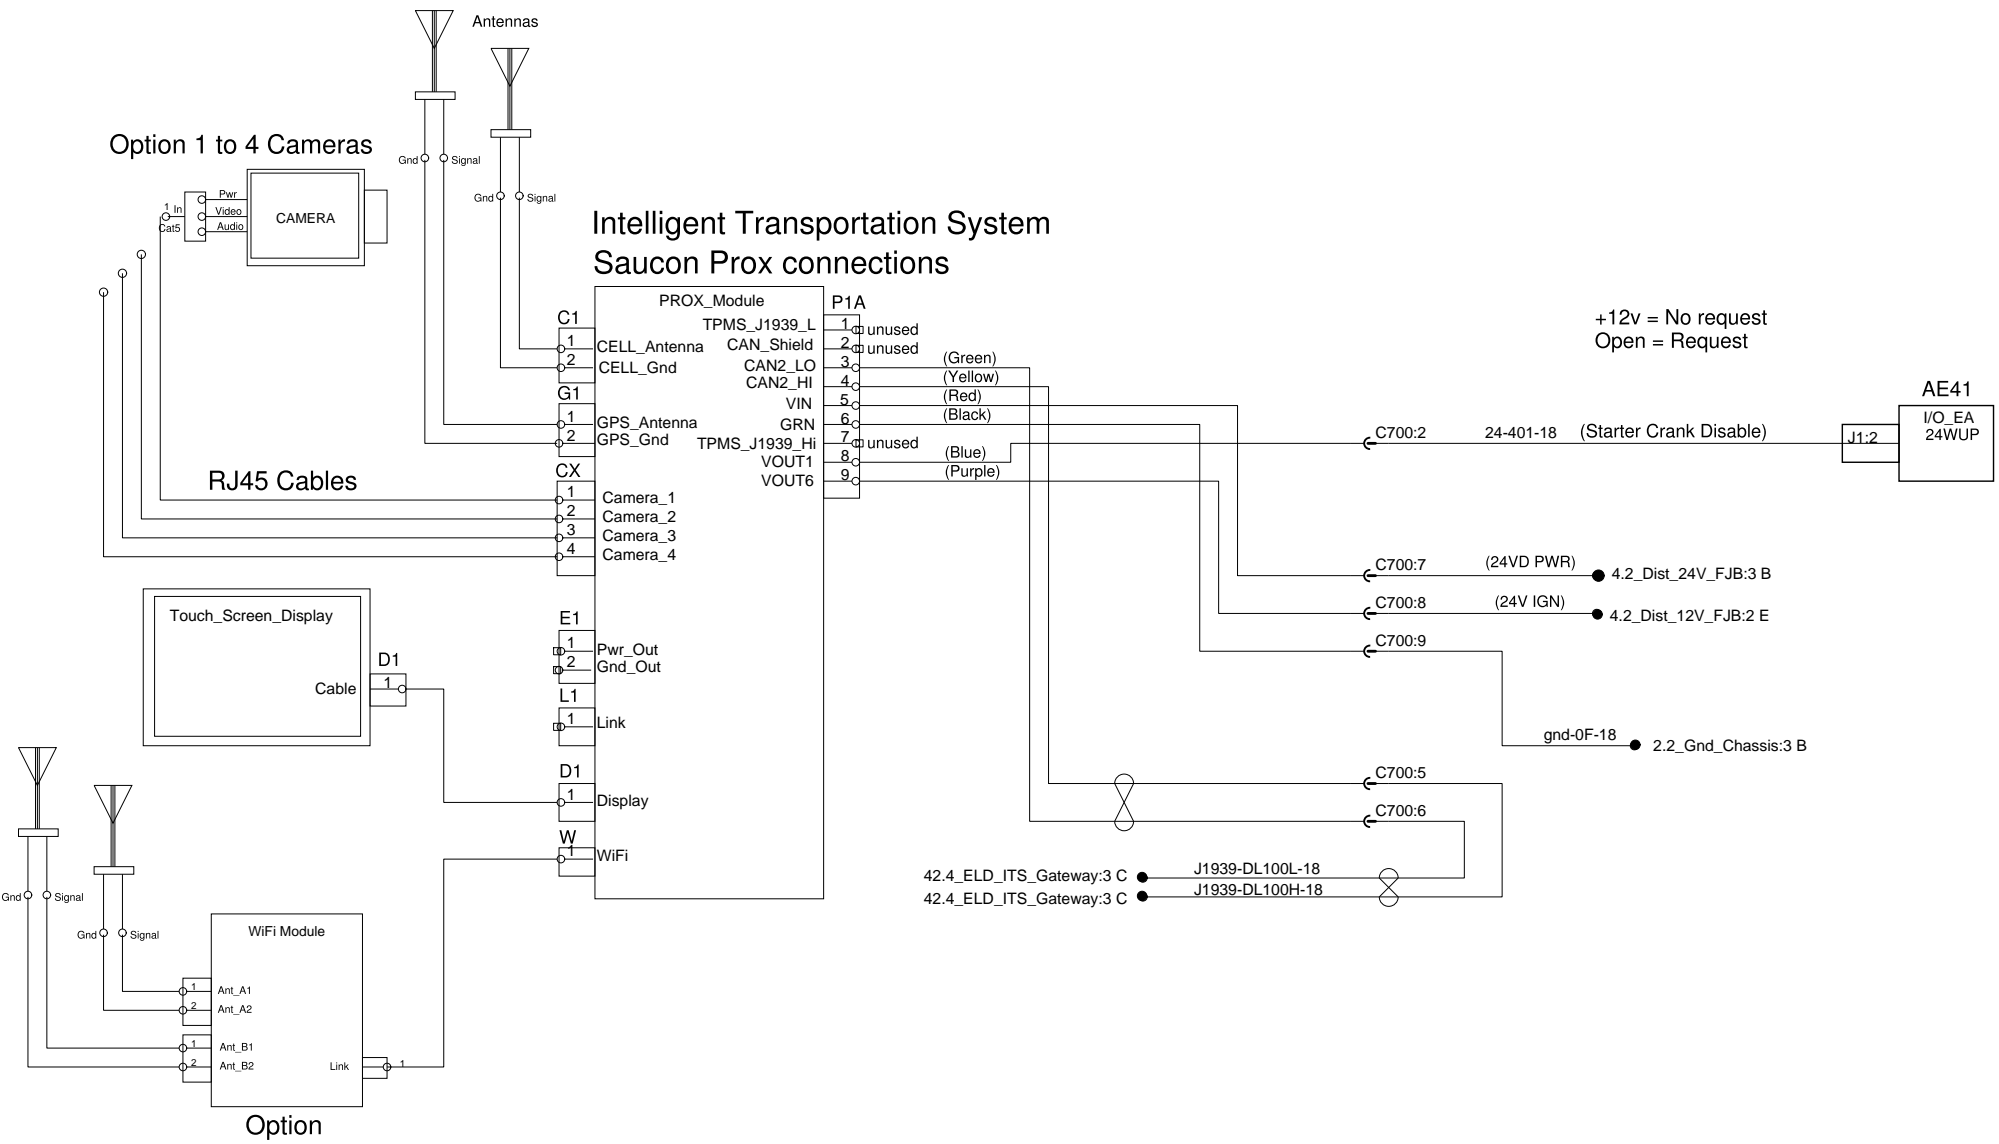 Antennas
Option 1 to 4 Cameras
Gnd
Signal
Gnd
Signal
Pwr
1
In
Video
Cat5
Audio
CAMERA
Intelligent Transportation System
Saucon Prox connections
PROX_Module
P1A
C1
1
CELL_Antenna
2
CELL_Gnd
G1
1
GPS_Antenna
2
GPS_Gnd
RJ45 Cables
CX
1
Camera_1
2
Camera_2
3
Camera_3
4
Camera_4
TPMS_J1939_L
1
unused
CAN_Shield
2
unused
CAN2_LO
3
(Green)
CAN2_HI
4
(Yellow)
VIN
5
(Red)
GRN
6
(Black)
TPMS_J1939_Hi
7
unused
VOUT1
8
(Blue)
VOUT6
9
(Purple)
+12v = No request
Open = Request
AE41
I/O_EA
24WUP
J1:2
C700:2
24-401-18
(Starter Crank Disable)
C700:7
(24VD PWR)
4.2_Dist_24V_FJB:3 B
C700:8
(24V IGN)
4.2_Dist_12V_FJB:2 E
C700:9
gnd-0F-18
2.2_Gnd_Chassis:3 B
C700:5
C700:6
42.4_ELD_ITS_Gateway:3 C
J1939-DL100L-18
42.4_ELD_ITS_Gateway:3 C
J1939-DL100H-18
Touch_Screen_Display
D1
Cable
1
E1
1
Pwr_Out
2
Gnd_Out
L1
1
Link
D1
1
Display
W
1
WiFi
Gnd
Signal
Gnd
Signal
WiFi Module
1
Ant_A1
2
Ant_A2
1
Ant_B1
2
Ant_B2
Link
1
Option